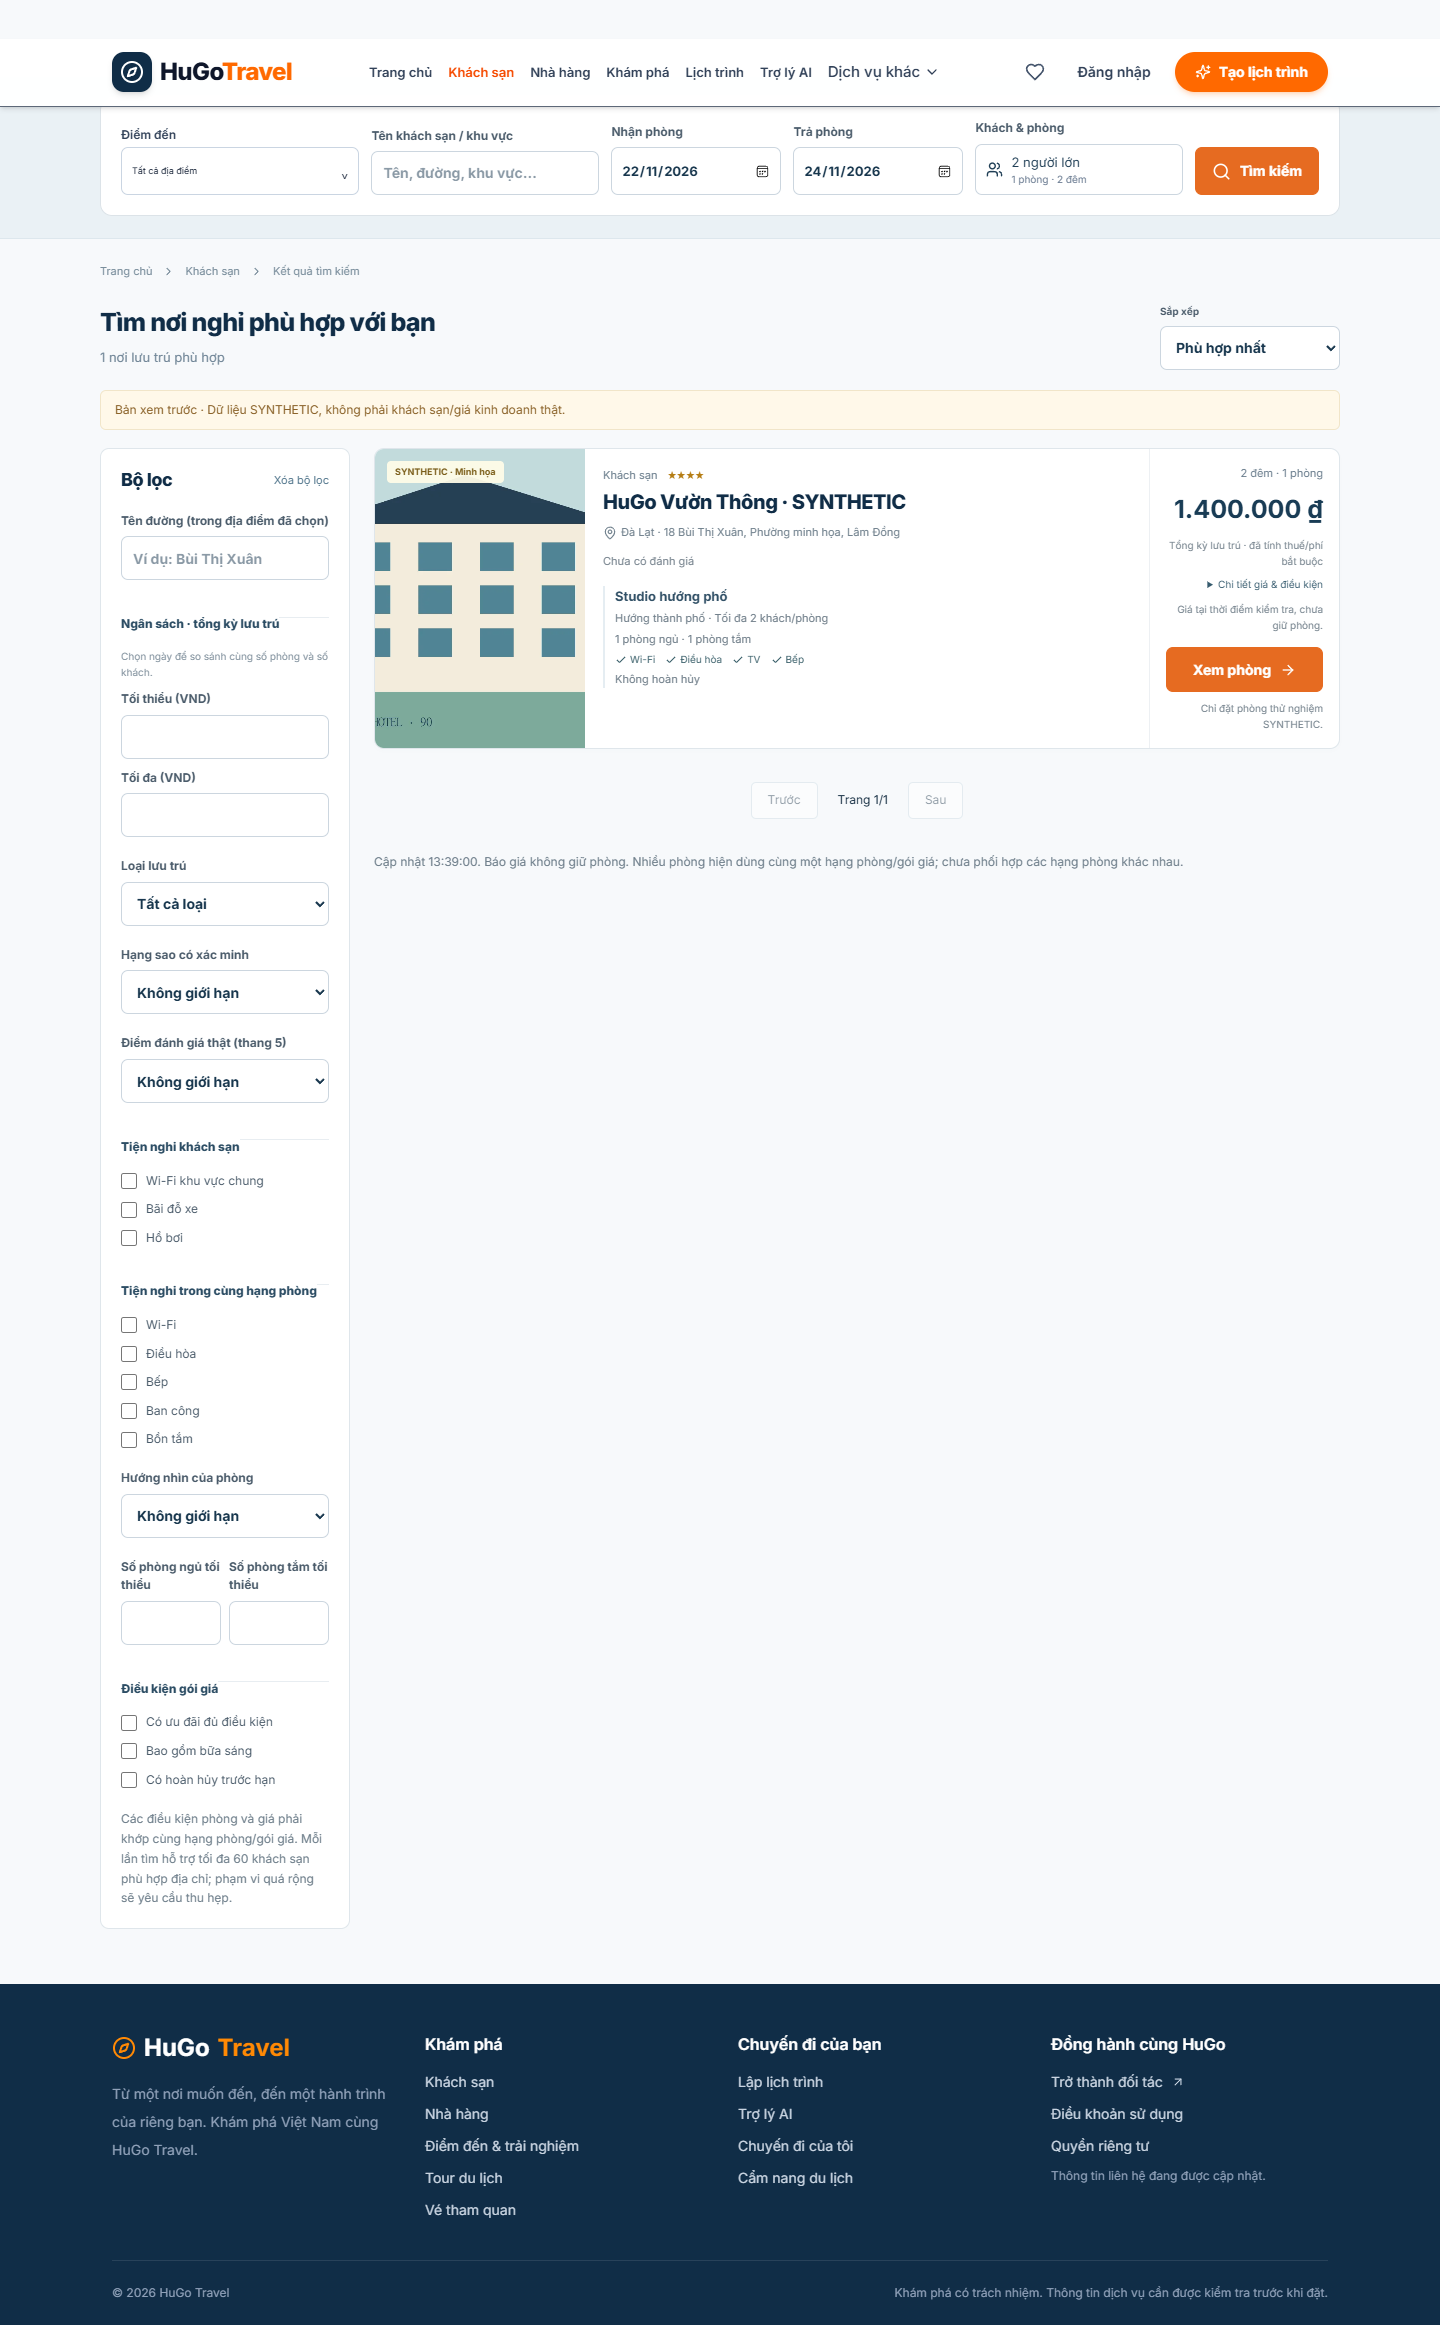 HuGoTravel
Trang chủ Khách sạn Nhà hàng Khám phá Lịch trình Trợ lý AI Dịch vụ khác
Đăng nhập
Tạo lịch trình
Điểm đến
Tất cả địa điểm
Tên khách sạn / khu vực
Tên, đường, khu vực...
Nhận phòng
22/11/2026
Trả phòng
24/11/2026
Khách & phòng
2 người lớn
1 phòng · 2 đêm
Tìm kiếm
Trang chủ > Khách sạn > Kết quả tìm kiếm
Tìm nơi nghỉ phù hợp với bạn
1 nơi lưu trú phù hợp
Sắp xếp
Phù hợp nhất
Bản xem trước · Dữ liệu SYNTHETIC, không phải khách sạn/giá kinh doanh thật.
Bộ lọc
Xóa bộ lọc
Tên đường (trong địa điểm đã chọn)
Ví dụ: Bùi Thị Xuân
Ngân sách · tổng kỳ lưu trú
Chọn ngày để so sánh cùng số phòng và số
khách.
Tối thiểu (VND)
Tối đa (VND)
Loại lưu trú
Tất cả loại
Hạng sao có xác minh
Không giới hạn
Điểm đánh giá thật (thang 5)
Không giới hạn
Tiện nghi khách sạn
Wi-Fi khu vực chung
Bãi đỗ xe
Hồ bơi
Tiện nghi trong cùng hạng phòng
Wi-Fi
Điều hòa
Bếp
Ban công
Bồn tắm
Hướng nhìn của phòng
Không giới hạn
Số phòng ngủ tối
thiểu
Số phòng tắm tối
thiểu
Điều kiện gói giá
Có ưu đãi đủ điều kiện
Bao gồm bữa sáng
Có hoàn hủy trước hạn
Các điều kiện phòng và giá phải
khớp cùng hạng phòng/gói giá. Mỗi
lần tìm hỗ trợ tối đa 60 khách sạn
phù hợp địa chỉ; phạm vi quá rộng
sẽ yêu cầu thu hẹp.
SYNTHETIC · Minh họa
HOTEL · 90
Khách sạn ★★★★
HuGo Vườn Thông · SYNTHETIC
Đà Lạt · 18 Bùi Thị Xuân, Phường minh họa, Lâm Đồng
Chưa có đánh giá
Studio hướng phố
Hướng thành phố · Tối đa 2 khách/phòng
1 phòng ngủ · 1 phòng tắm
✓ Wi-Fi ✓ Điều hòa ✓ TV ✓ Bếp
Không hoàn hủy
2 đêm · 1 phòng
1.400.000 ₫
Tổng kỳ lưu trú · đã tính thuế/phí
bắt buộc
▶ Chi tiết giá & điều kiện
Giá tại thời điểm kiểm tra, chưa
giữ phòng.
Xem phòng →
Chỉ đặt phòng thử nghiệm
SYNTHETIC.
Trước
Trang 1/1
Sau
Cập nhật 13:39:00. Báo giá không giữ phòng. Nhiều phòng hiện dùng cùng một hạng phòng/gói giá; chưa phối hợp các hạng phòng khác nhau.
HuGo Travel
Từ một nơi muốn đến, đến một hành trình
của riêng bạn. Khám phá Việt Nam cùng
HuGo Travel.
Khám phá
Khách sạn
Nhà hàng
Điểm đến & trải nghiệm
Tour du lịch
Vé tham quan
Chuyến đi của bạn
Lập lịch trình
Trợ lý AI
Chuyến đi của tôi
Cẩm nang du lịch
Đồng hành cùng HuGo
Trở thành đối tác ↗
Điều khoản sử dụng
Quyền riêng tư
Thông tin liên hệ đang được cập nhật.
© 2026 HuGo Travel
Khám phá có trách nhiệm. Thông tin dịch vụ cần được kiểm tra trước khi đặt.